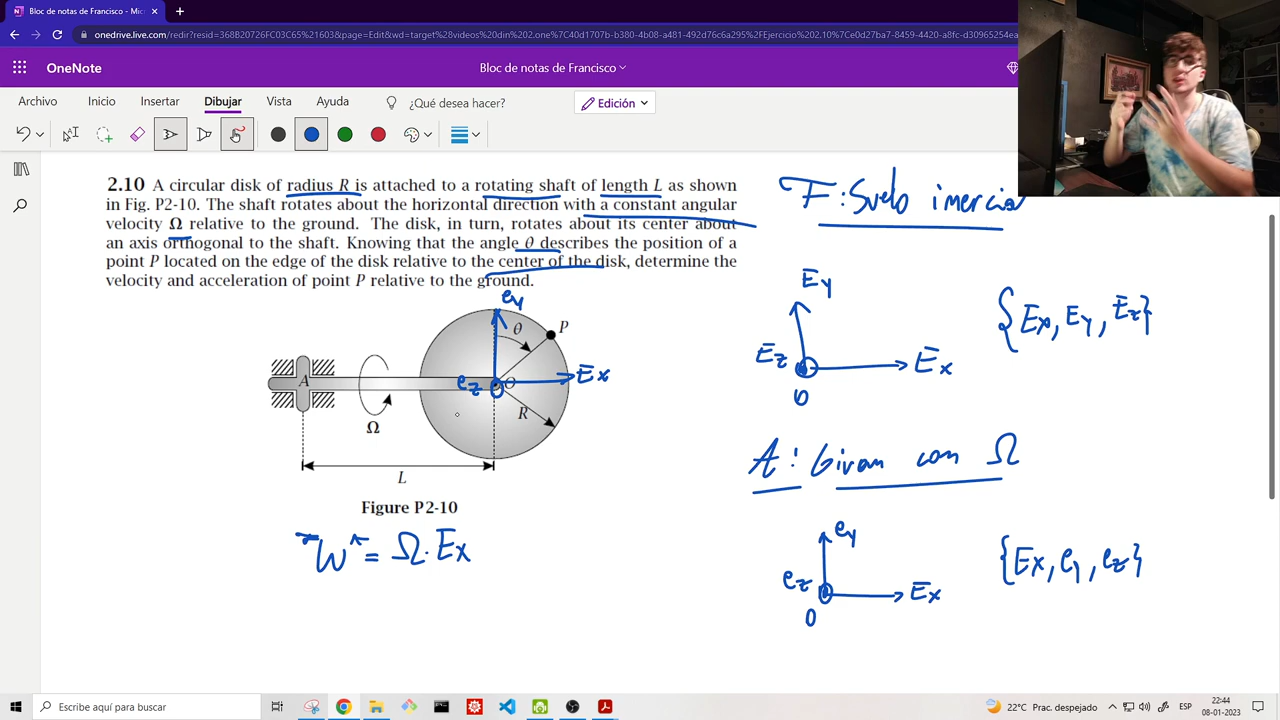 Bloc de notas de Francisco - Mic
onedrive.live.com/redir?resid=368B20726FC03C65%21603&page=Edit&wd=target%28videos%20din%202.one%7C40d1707b-b380-4b08-a481-492d76c6a295%2FEjercicio%202.10%7Ce0d27ba7-8459-4420-a8fc-d30965254ea
OneNote
Bloc de notas de Francisco
Archivo Inicio Insertar Dibujar Vista Ayuda ¿Qué desea hacer? Edición
2.10 A circular disk of radius R is attached to a rotating shaft of length L as shown
in Fig. P2-10. The shaft rotates about the horizontal direction with a constant angular
velocity Ω relative to the ground. The disk, in turn, rotates about its center about
an axis orthogonal to the shaft. Knowing that the angle θ describes the position of a
point P located on the edge of the disk relative to the center of the disk, determine the
velocity and acceleration of point P relative to the ground.
F: Suelo inercial
ey
θ
P
A
ez
O
Ex
R
Ω
L
Figure P2-10
Ey
Ez
Ex
O
{Ex, Ey, Ez}
A: Giran con Ω
ey
ez
Ex
O
{Ex, ey, ez}
F W A = Ω · Ex
Escribe aquí para buscar
22°C Prac. despejado
ESP
22:44
08-01-2023